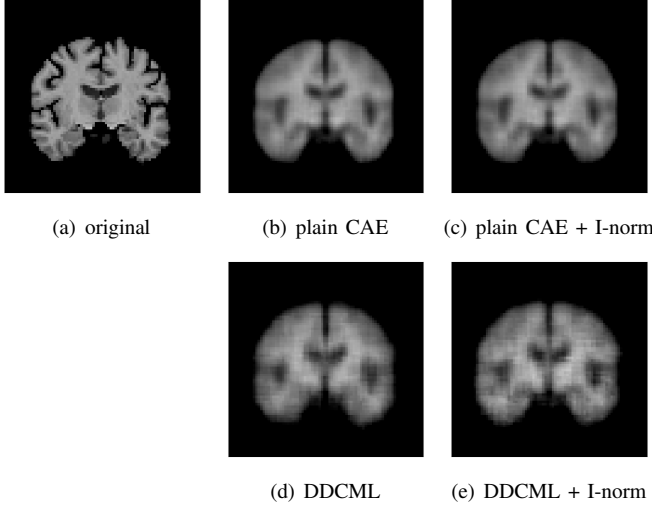 (a) original
(b) plain CAE
(c) plain CAE + I-norm
(d) DDCML
(e) DDCML + I-norm